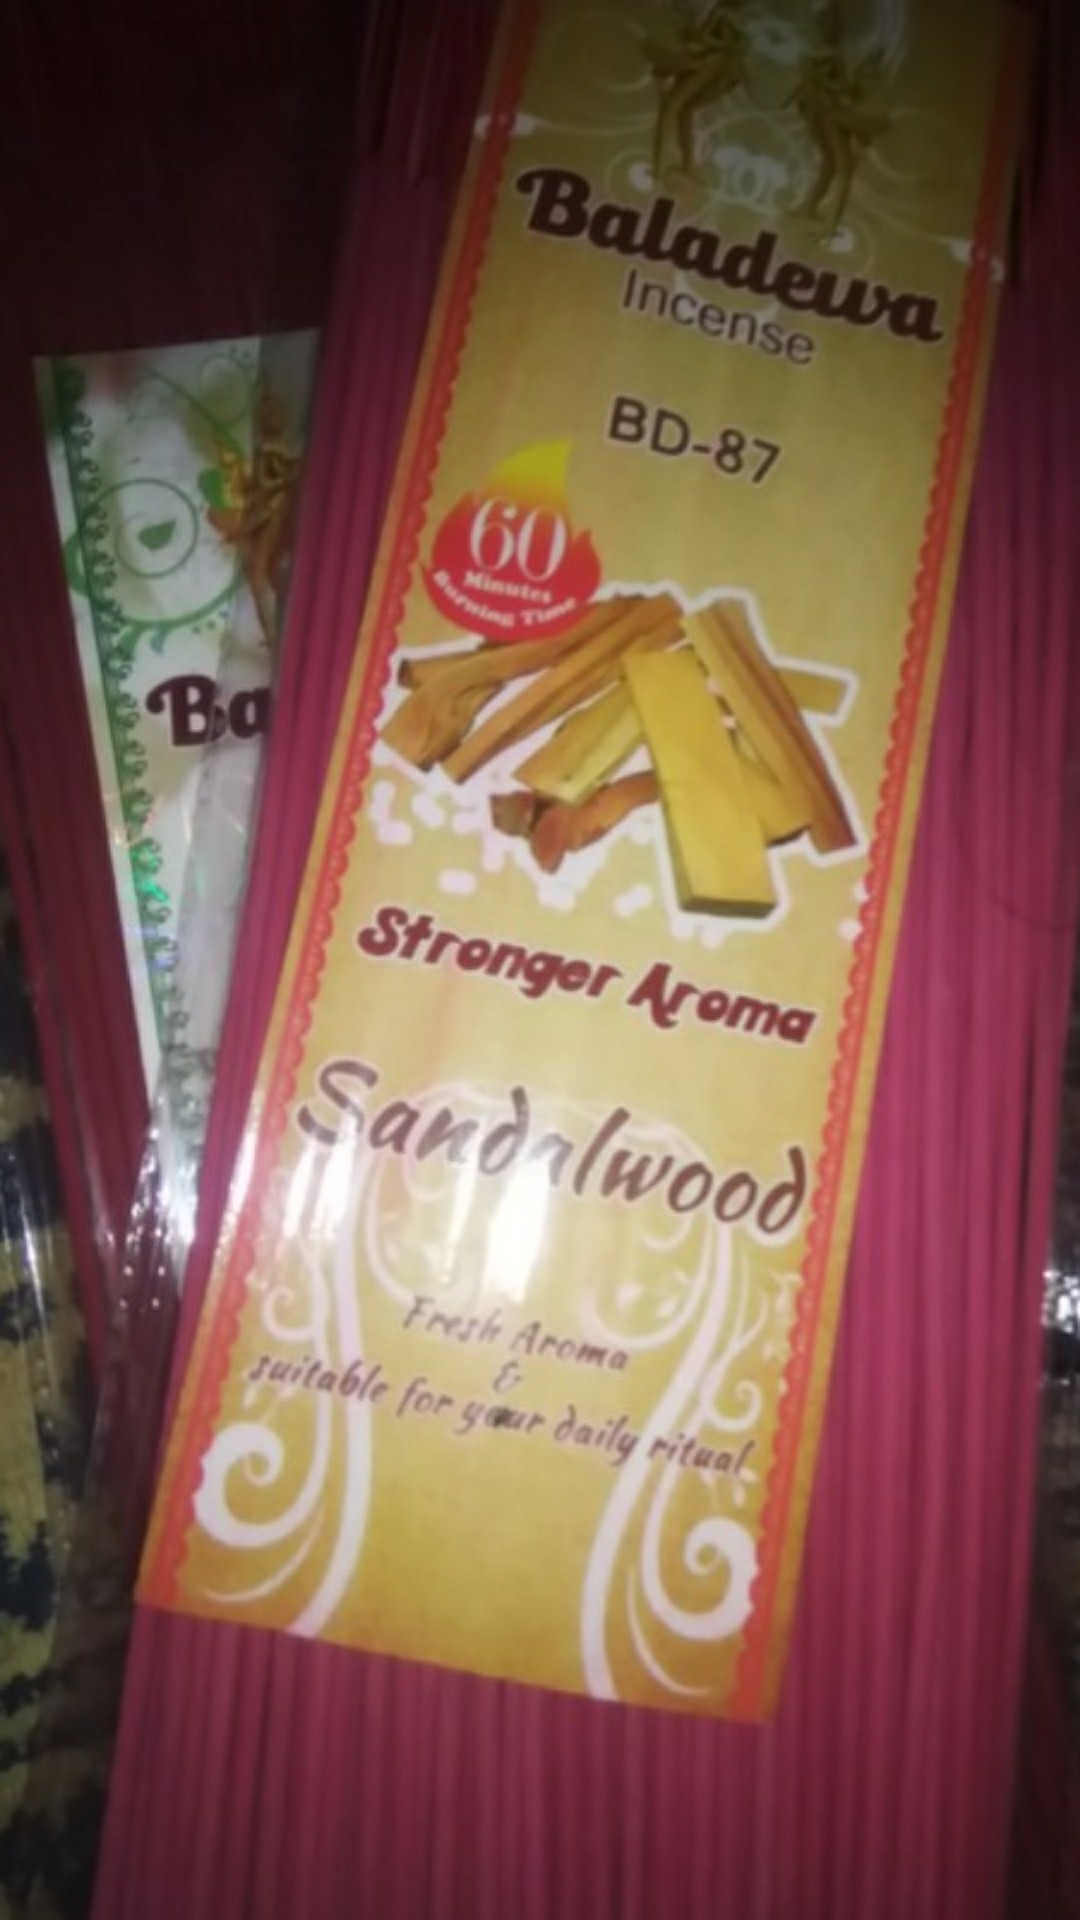 Baladewa
Incense
BD-87
60
Minutes
Burning Time
Stronger Aroma
Sandalwood
Fresh Aroma
&
suitable for your daily ritual
Ba